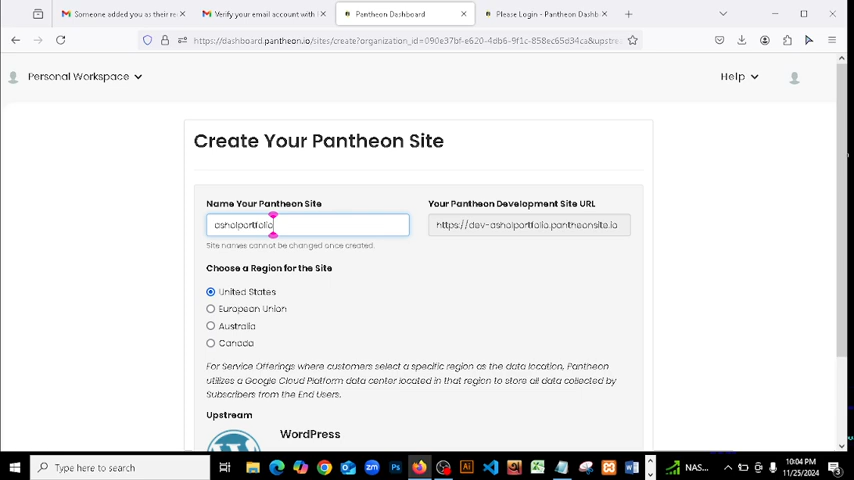 Someone added you as their re
Verify your email account with
Pantheon Dashboard
Please Login - Pantheon Dashb
https://dashboard.pantheon.io/sites/create?organization_id=090e37bf-e620-4db6-9f1c-858ec65d34ca&upstre
Personal Workspace
Help
Create Your Pantheon Site
Name Your Pantheon Site
Your Pantheon Development Site URL
asholportfolio
https://dev-asholportfolio.pantheonsite.io
Site names cannot be changed once created.
Choose a Region for the Site
United States
European Union
Australia
Canada
For Service Offerings where customers select a specific region as the data location, Pantheon
utilizes a Google Cloud Platform data center located in that region to store all data collected by
Subscribers from the End Users.
Upstream
WordPress
Type here to search
NAS...
10:04 PM
11/25/2024